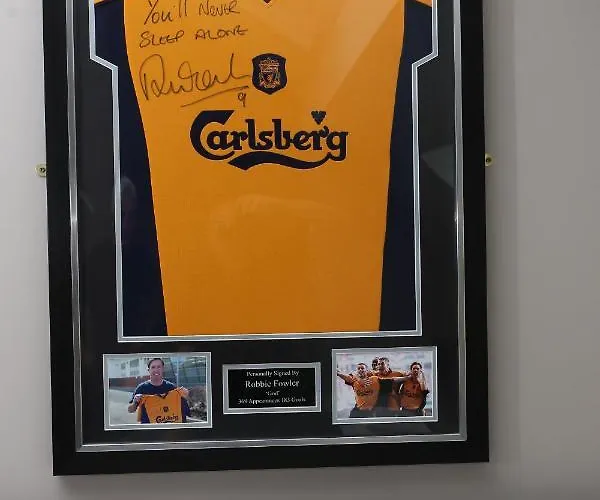 You'll Never
Sleep Alone
9
Carlsberg
Personally Signed By
Robbie Fowler
'God'
369 Appearances 183 Goals